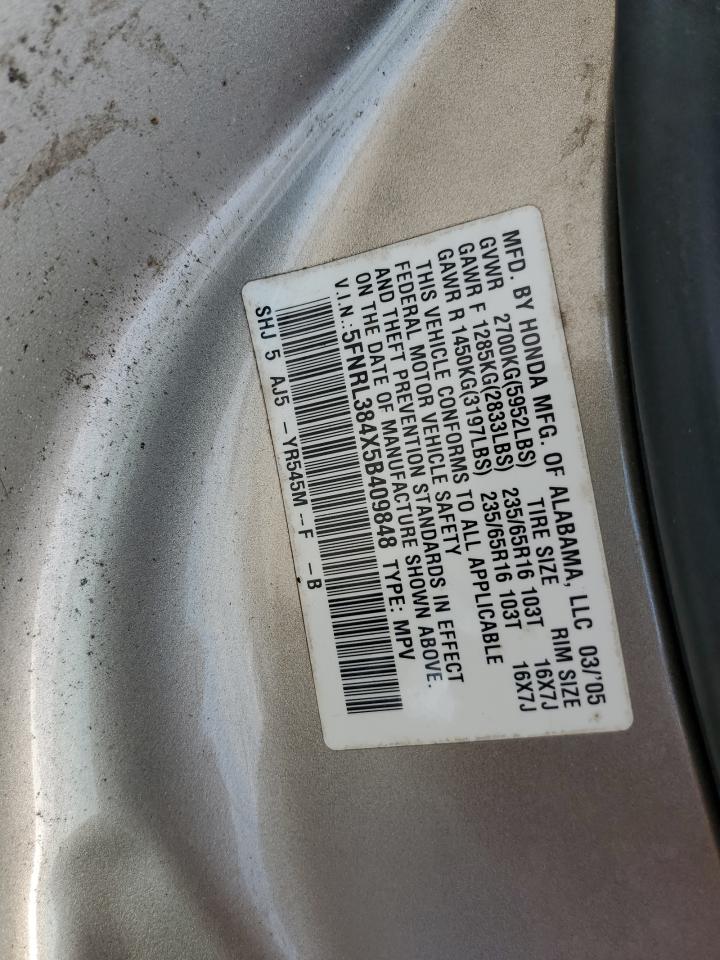 MFD. BY HONDA MFG. OF ALABAMA, LLC 03/'05
GVWR 2700KG(5952LBS) TIRE SIZE RIM SIZE
GAWR F 1285KG(2833LBS) 235/65R16 103T 16X7J
GAWR R 1450KG(3197LBS) 235/65R16 103T 16X7J
THIS VEHICLE CONFORMS TO ALL APPLICABLE
FEDERAL MOTOR VEHICLE SAFETY
AND THEFT PREVENTION STANDARDS IN EFFECT
ON THE DATE OF MANUFACTURE SHOWN ABOVE.
V.I.N.: 5FNRL384X5B409848 TYPE: MPV
SHJ 5 AJ5 -YR545M -F -B